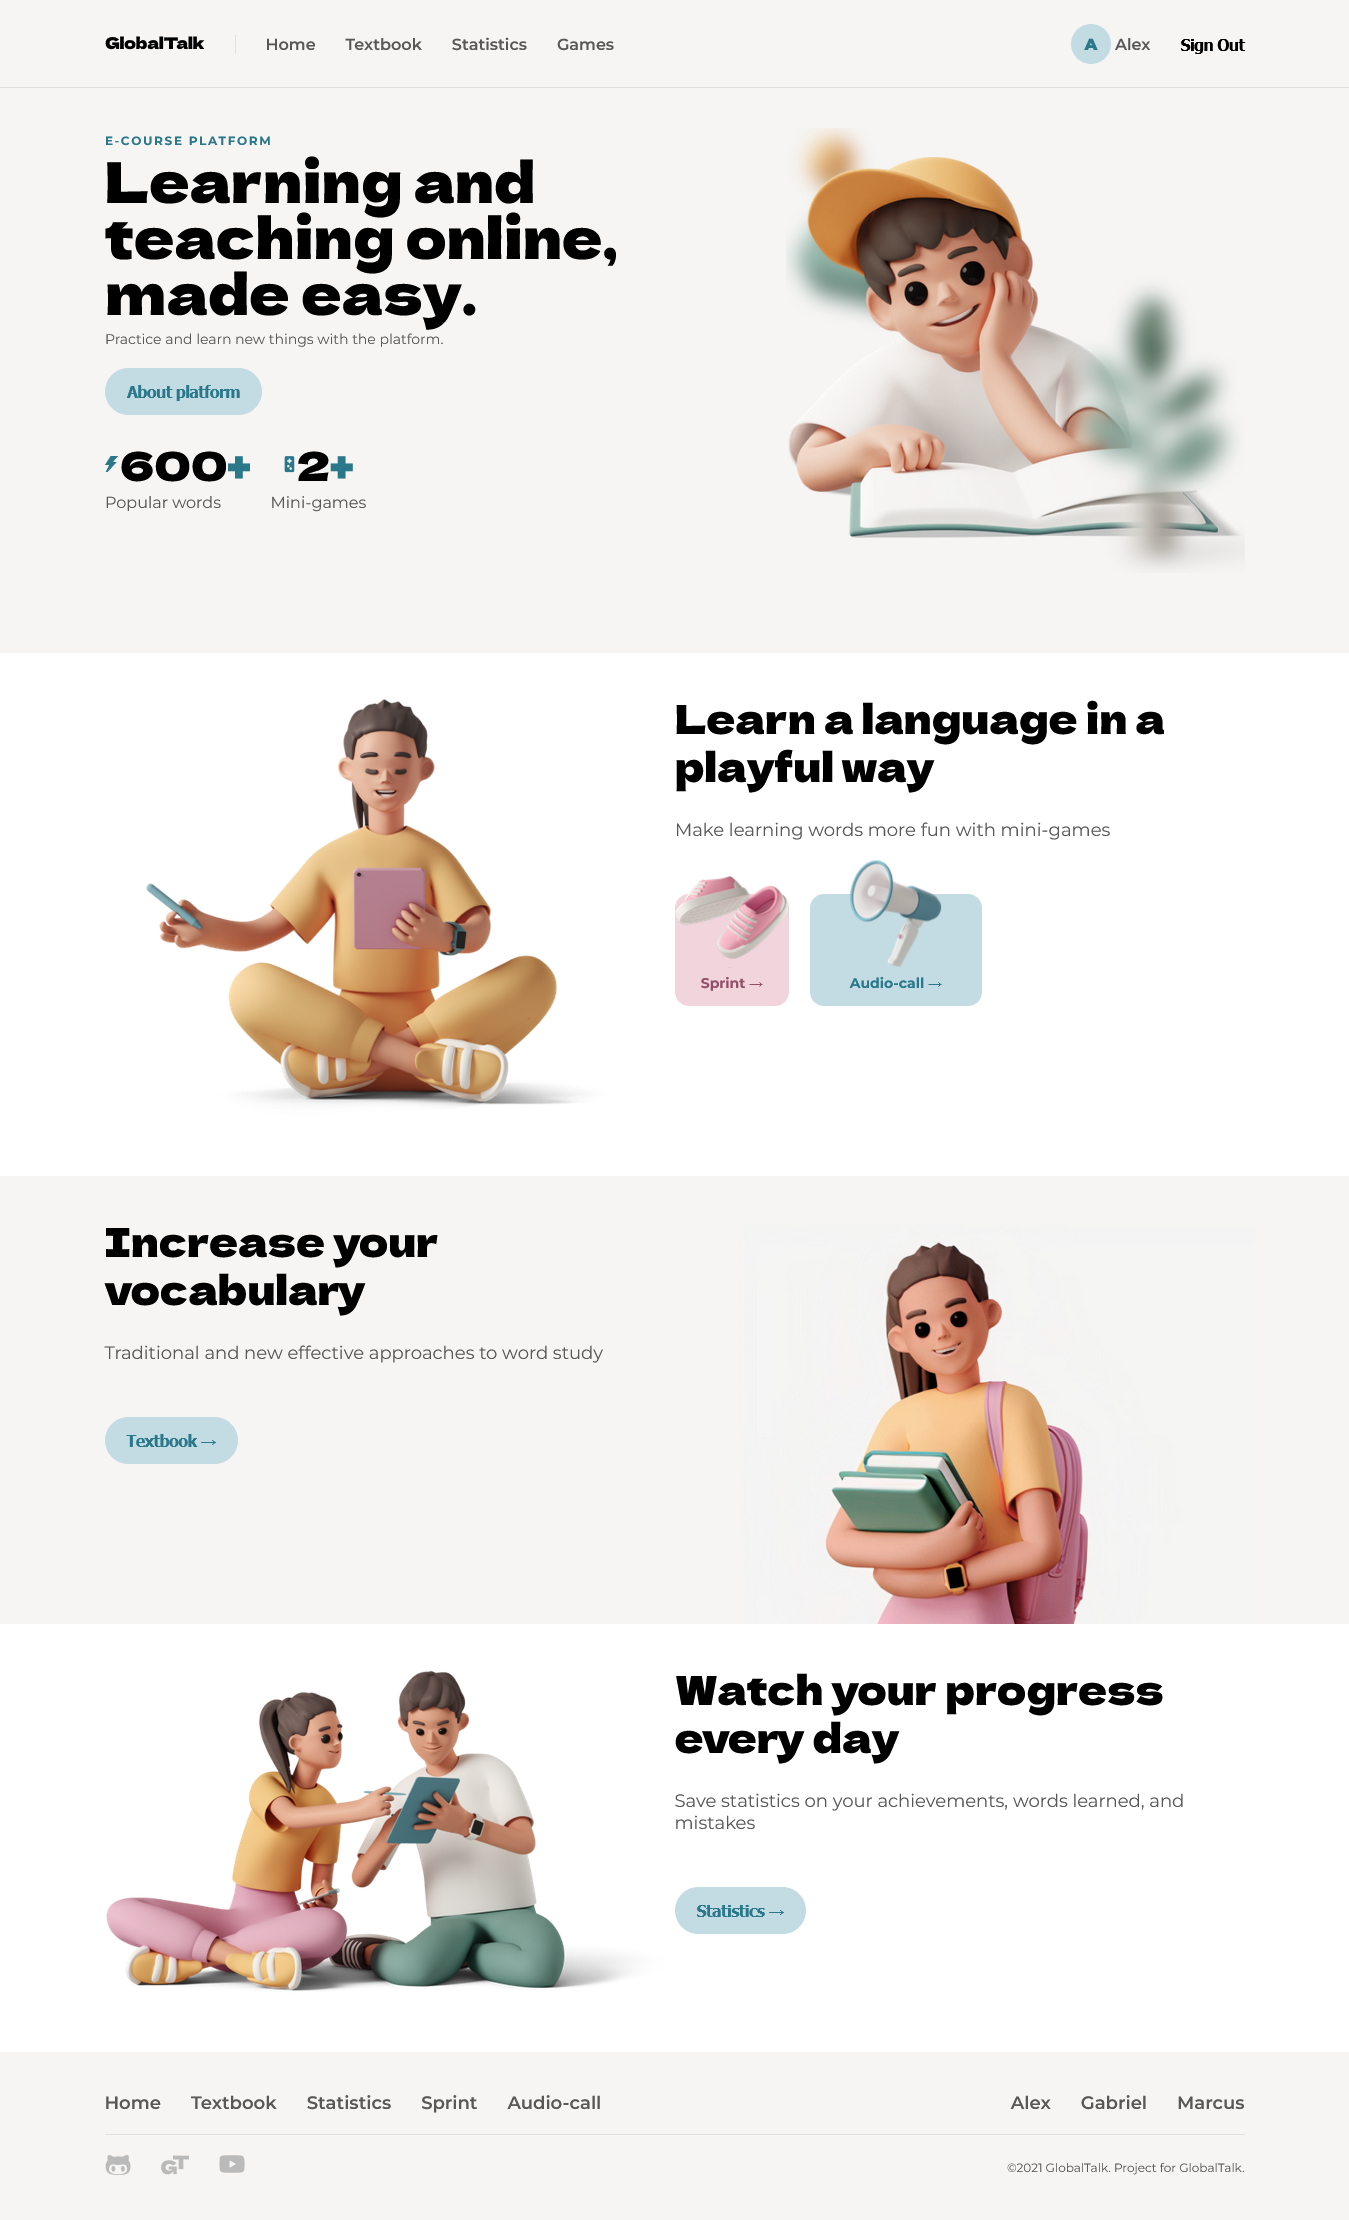 GlobalTalk
Home Textbook Statistics Games
A Alex Sign Out
E-COURSE PLATFORM
Learning and
teaching online,
made easy.
Practice and learn new things with the platform.
About platform
600+ 2+
Popular words Mini-games
Learn a language in a
playful way
Make learning words more fun with mini-games
Sprint → Audio-call →
Increase your
vocabulary
Traditional and new effective approaches to word study
Textbook →
Watch your progress
every day
Save statistics on your achievements, words learned, and
mistakes
Statistics →
Home Textbook Statistics Sprint Audio-call
Alex Gabriel Marcus
GT
©2021 GlobalTalk. Project for GlobalTalk.